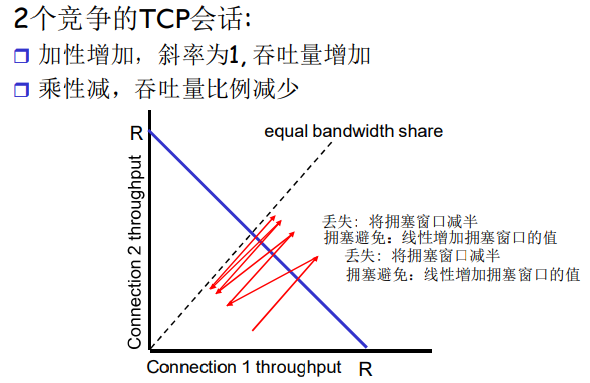 2个竞争的TCP会话:
加性增加，斜率为1, 吞吐量增加
乘性减，吞吐量比例减少
R
equal bandwidth share
Connection 2 throughput
丢失: 将拥塞窗口减半
拥塞避免：线性增加拥塞窗口的值
丢失: 将拥塞窗口减半
拥塞避免：线性增加拥塞窗口的值
Connection 1 throughput
R